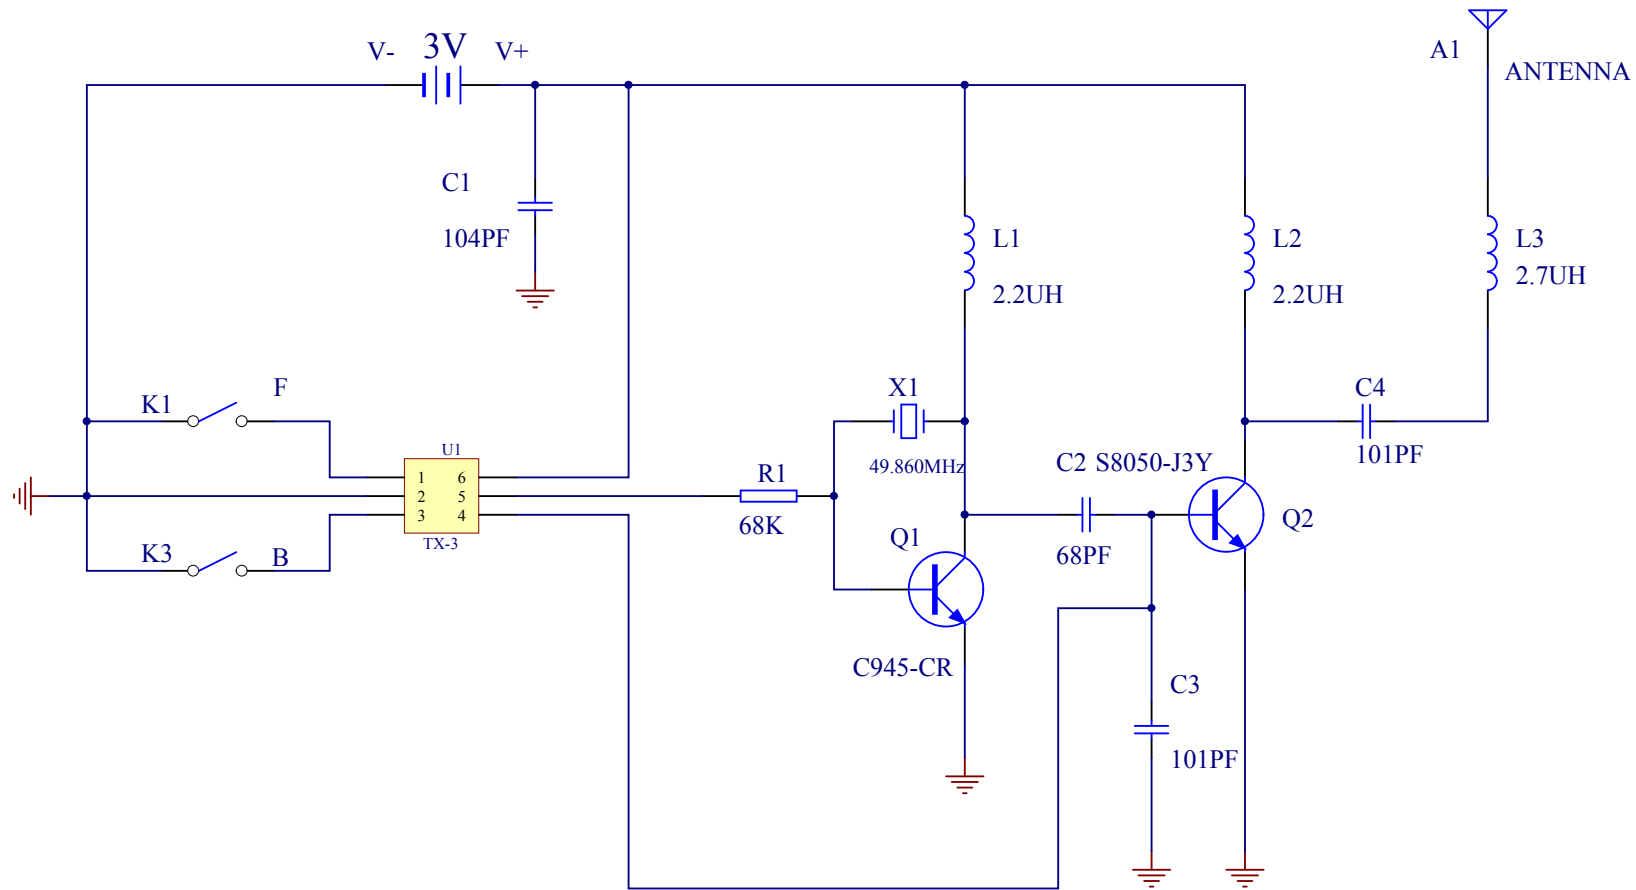 V- 3V V+
A1
ANTENNA
C1
104PF
L1
2.2UH
L2
2.2UH
L3
2.7UH
K1 F
X1
49.860MHz
C4
101PF
U1
1 6
2 5
3 4
TX-3
R1
68K
C2 S8050-J3Y
68PF
Q2
K3 B
Q1
C945-CR
C3
101PF